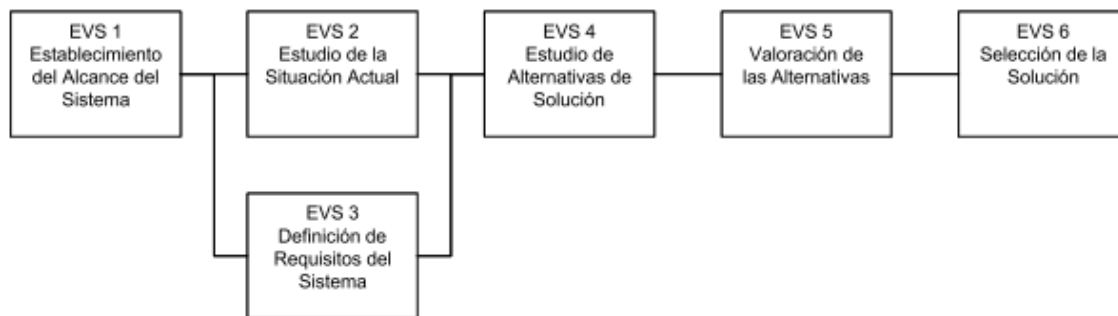 EVS 1
Establecimiento
del Alcance del
Sistema
EVS 2
Estudio de la
Situación Actual
EVS 4
Estudio de
Alternativas de
Solución
EVS 5
Valoración de
las Alternativas
EVS 6
Selección de la
Solución
EVS 3
Definición de
Requisitos del
Sistema